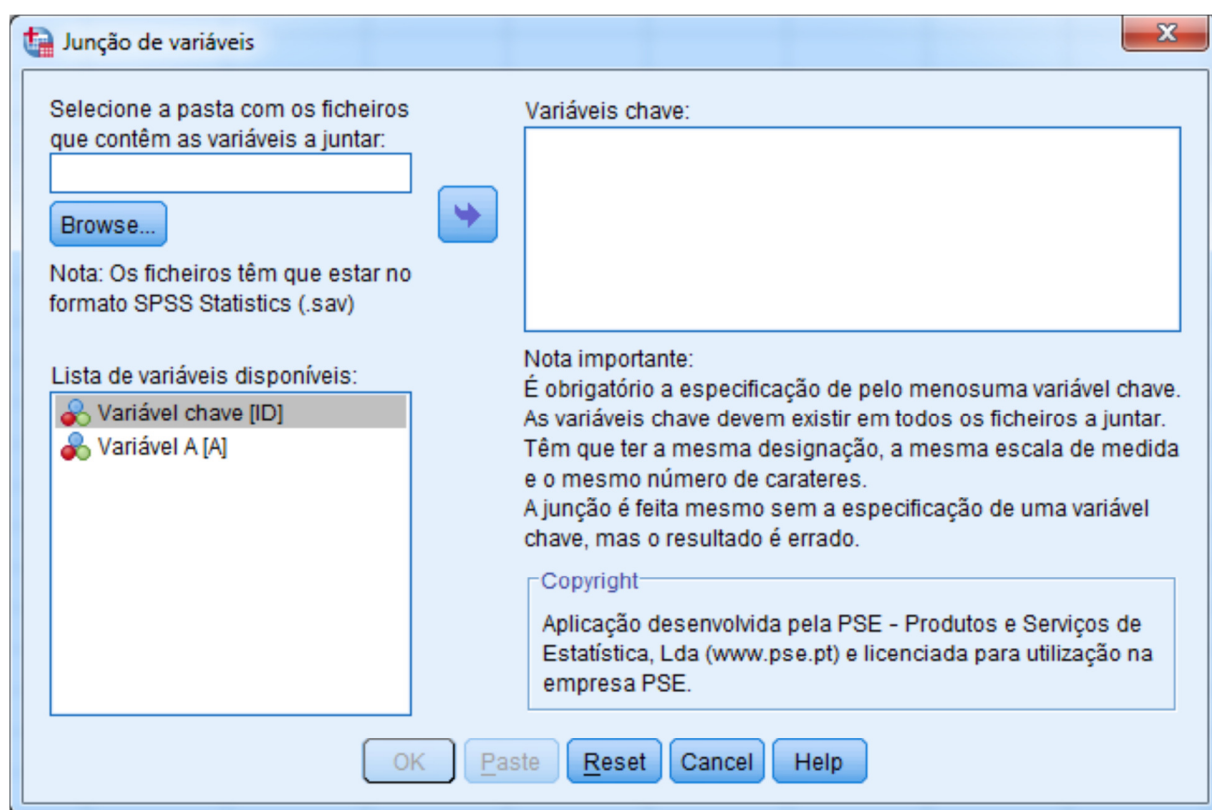 Junção de variáveis
Selecione a pasta com os ficheiros
que contêm as variáveis a juntar:
Browse...
Nota: Os ficheiros têm que estar no
formato SPSS Statistics (.sav)
Lista de variáveis disponíveis:
Variável chave [ID]
Variável A [A]
Variáveis chave:
Nota importante:
É obrigatório a especificação de pelo menosuma variável chave.
As variáveis chave devem existir em todos os ficheiros a juntar.
Têm que ter a mesma designação, a mesma escala de medida
e o mesmo número de carateres.
A junção é feita mesmo sem a especificação de uma variável
chave, mas o resultado é errado.
Copyright
Aplicação desenvolvida pela PSE - Produtos e Serviços de
Estatística, Lda (www.pse.pt) e licenciada para utilização na
empresa PSE.
OK Paste Reset Cancel Help